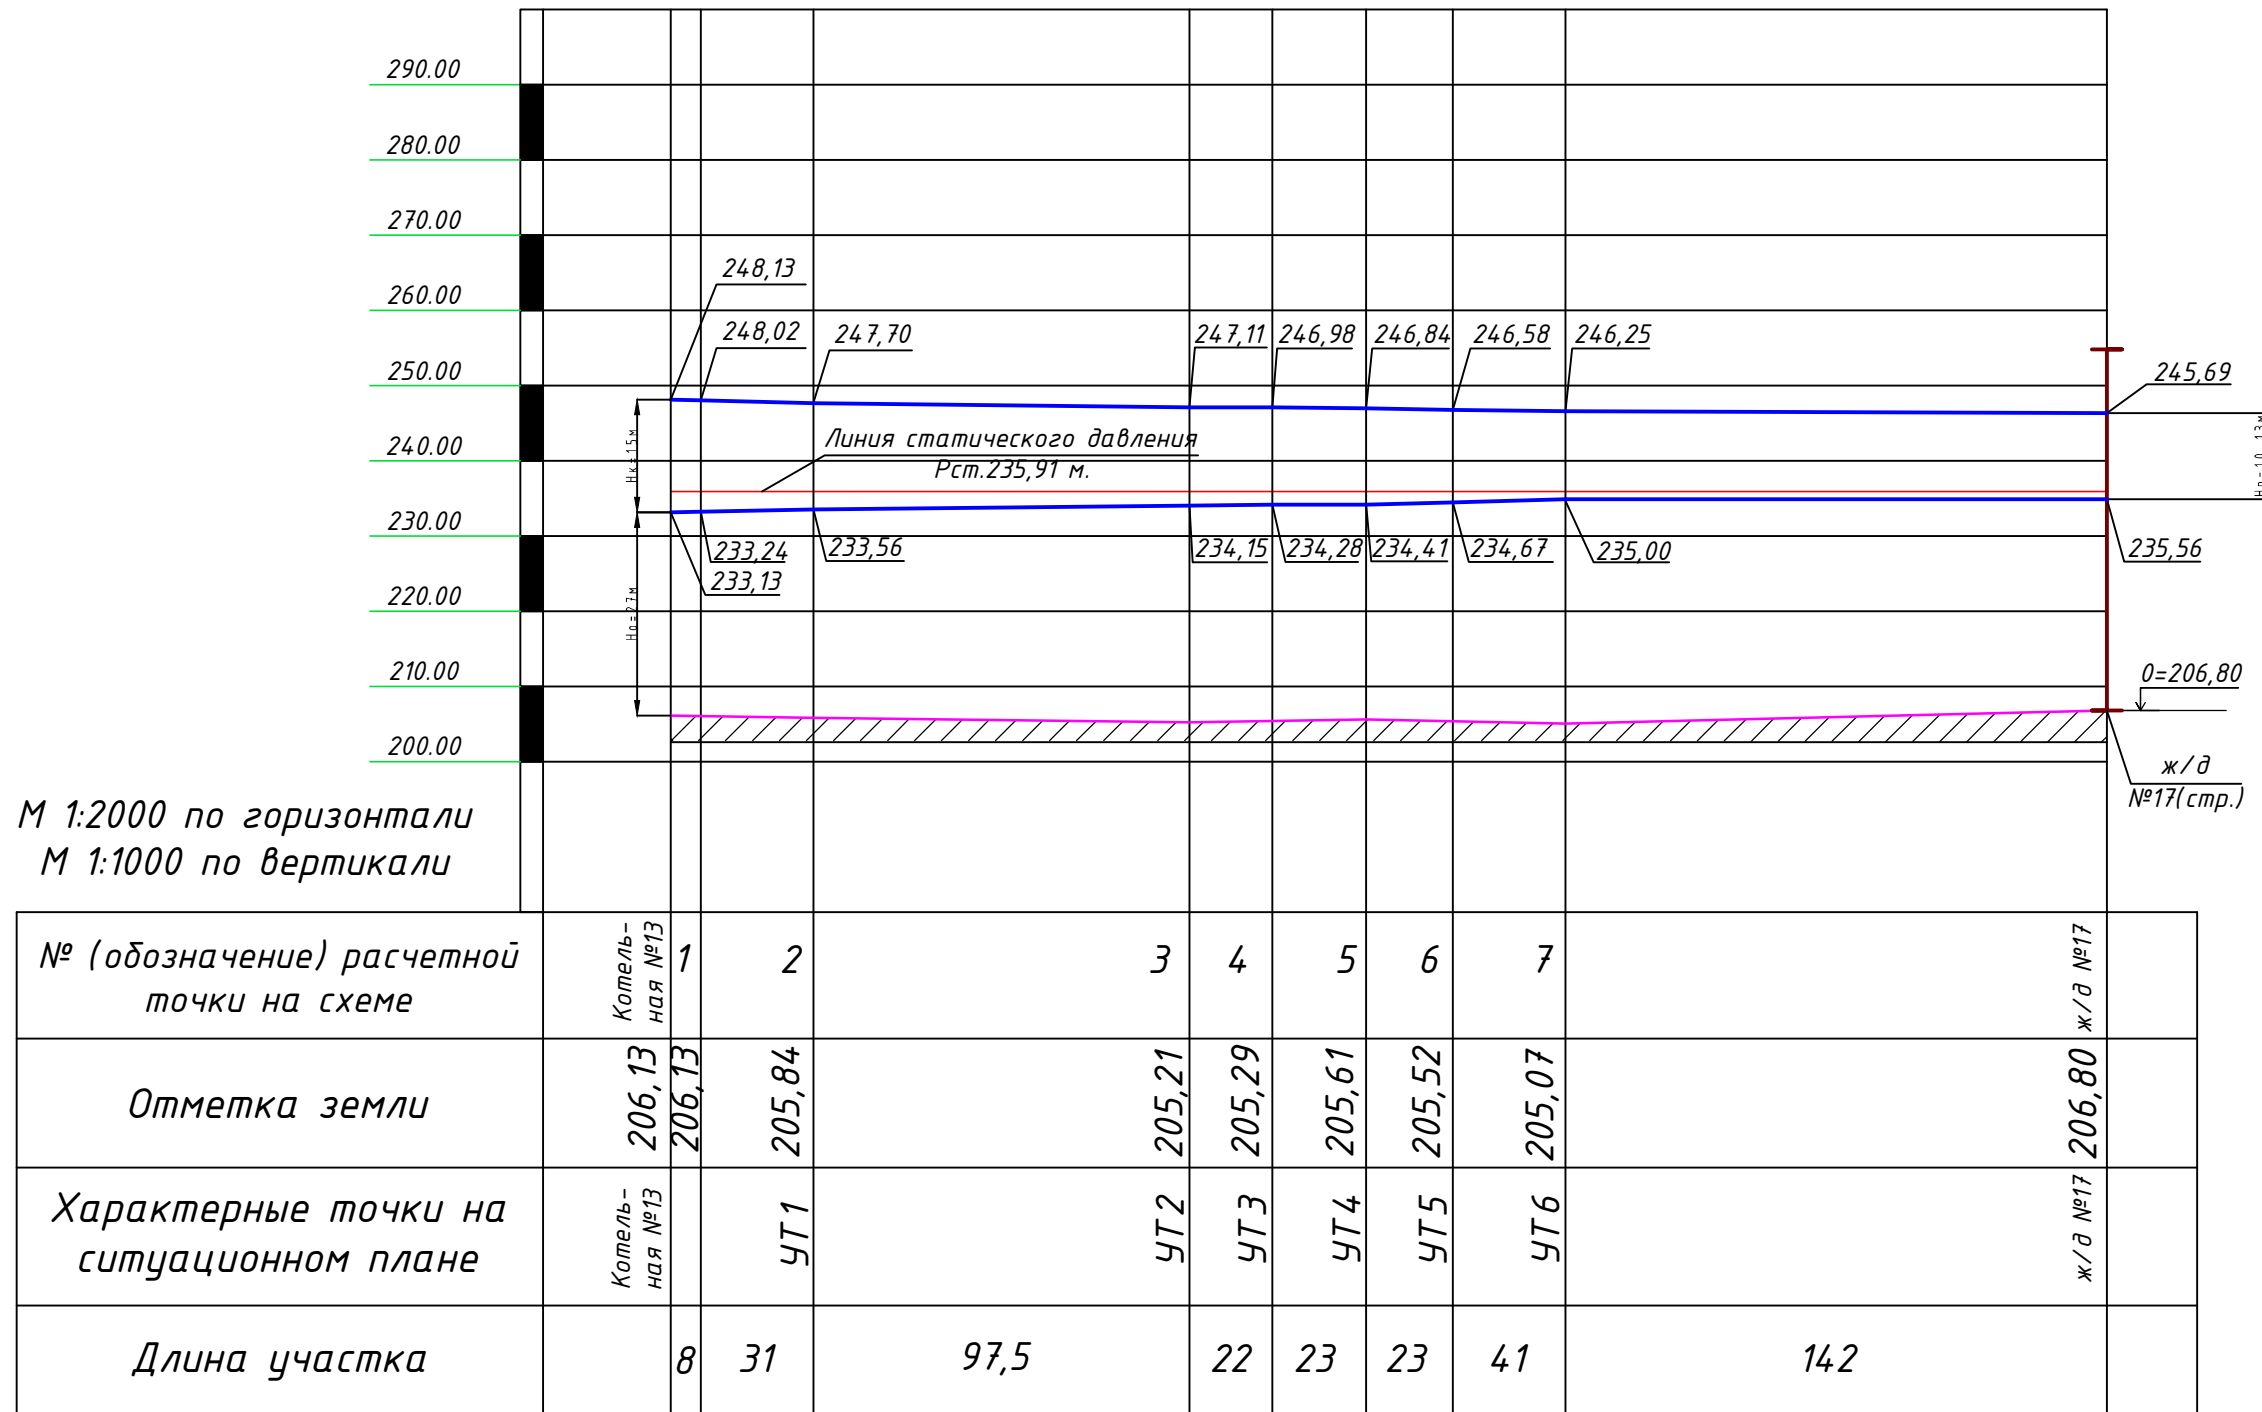 290.00
280.00
270.00
260.00
250.00
240.00
230.00
220.00
210.00
200.00
248,13
248,02
247,70
247,11
246,98
246,84
246,58
246,25
245,69
Линия статического давления
Рст.235,91 м.
Hк=15м
Hо=27м
Hр=10,13м
233,24
233,13
233,56
234,15
234,28
234,41
234,67
235,00
235,56
0=206,80
ж/д
№17(стр.)
М 1:2000 по горизонтали
М 1:1000 по вертикали
№ (обозначение) расчетной
точки на схеме
Котель-
ная №13
1
2
3
4
5
6
7
ж/д №17
Отметка земли
206,13
206,13
205,84
205,21
205,29
205,61
205,52
205,07
206,80
Характерные точки на
ситуационном плане
Котель-
ная №13
УТ1
УТ2
УТ3
УТ4
УТ5
УТ6
ж/д №17
Длина участка
8
31
97,5
22
23
23
41
142